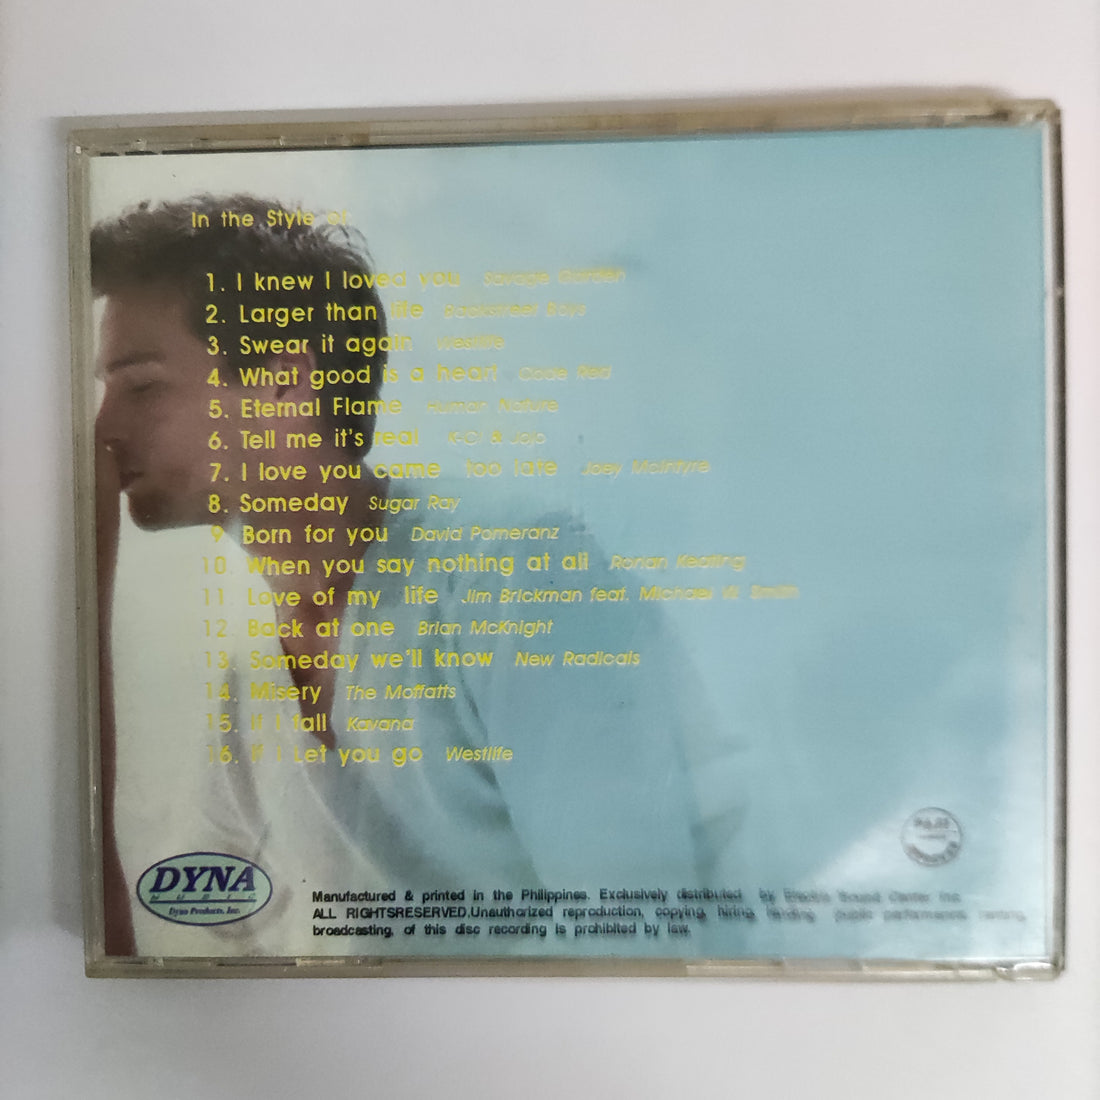 In the Style of
1. I knew I loved you Savage Garden
2. Larger than life Backstreet Boys
3. Swear it again Westlife
4. What good is a heart Code Red
5. Eternal Flame Human Nature
6. Tell me it's real K-Ci & Jojo
7. I love you came too late Joey McIntyre
8. Someday Sugar Ray
9 Born for you David Pomeranz
10. When you say nothing at all Ronan Keating
11. Love of my life Jim Brickman feat. Michael W. Smith
12. Back at one Brian McKnight
13. Someday we'll know New Radicals
14. Misery The Moffatts
15. If I fall Kavana
16. If I Let you go Westlife
DYNA
MUSIC
Dyna Products, Inc.
Manufactured & printed in the Philippines. Exclusively distributed by Sound Center Inc.
ALL RIGHTSRESERVED.Unauthorized reproduction, copying, hiring, lending public performance, renting,
broadcasting, of this disc recording is prohibited by law.